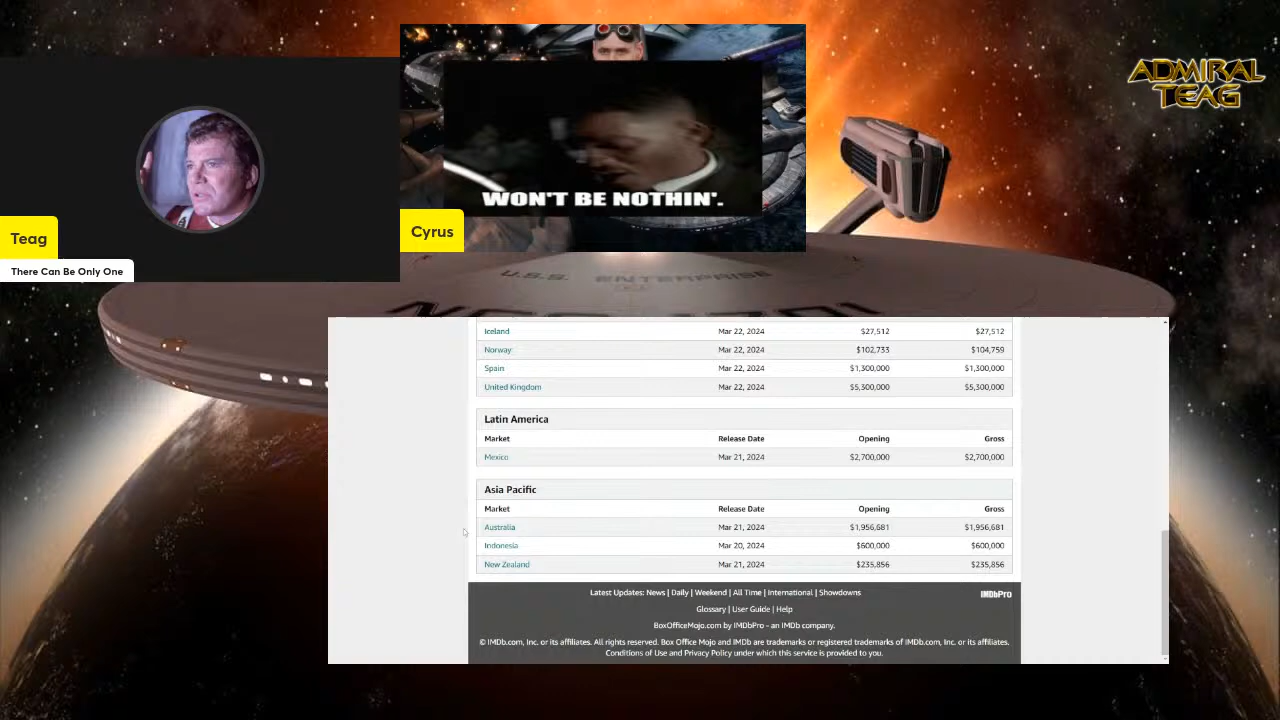 ADMIRAL
TEAG
WON'T BE NOTHIN'.
Teag
Cyrus
There Can Be Only One
U.S.S. ENTERPRISE
Iceland Mar 22, 2024 $27,512 $27,512
Norway Mar 22, 2024 $102,733 $104,759
Spain Mar 22, 2024 $1,300,000 $1,300,000
United Kingdom Mar 22, 2024 $5,300,000 $5,300,000
Latin America
Market Release Date Opening Gross
Mexico Mar 21, 2024 $2,700,000 $2,700,000
Asia Pacific
Market Release Date Opening Gross
Australia Mar 21, 2024 $1,956,681 $1,956,681
Indonesia Mar 20, 2024 $600,000 $600,000
New Zealand Mar 21, 2024 $235,856 $235,856
Latest Updates: News | Daily | Weekend | All Time | International | Showdowns
IMDbPro
Glossary | User Guide | Help
BoxOfficeMojo.com by IMDbPro - an IMDb company.
© IMDb.com, Inc. or its affiliates. All rights reserved. Box Office Mojo and IMDb are trademarks or registered trademarks of IMDb.com, Inc. or its affiliates.
Conditions of Use and Privacy Policy under which this service is provided to you.